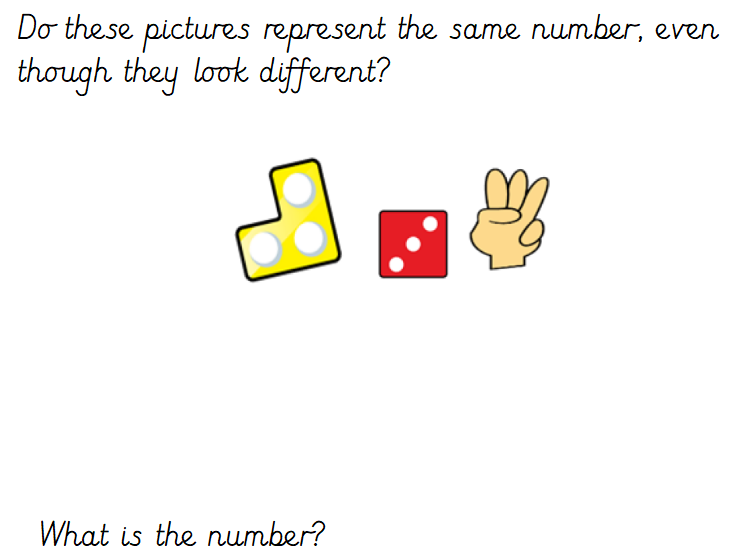 Do these pictures represent the same number, even
though they look different?
What is the number?